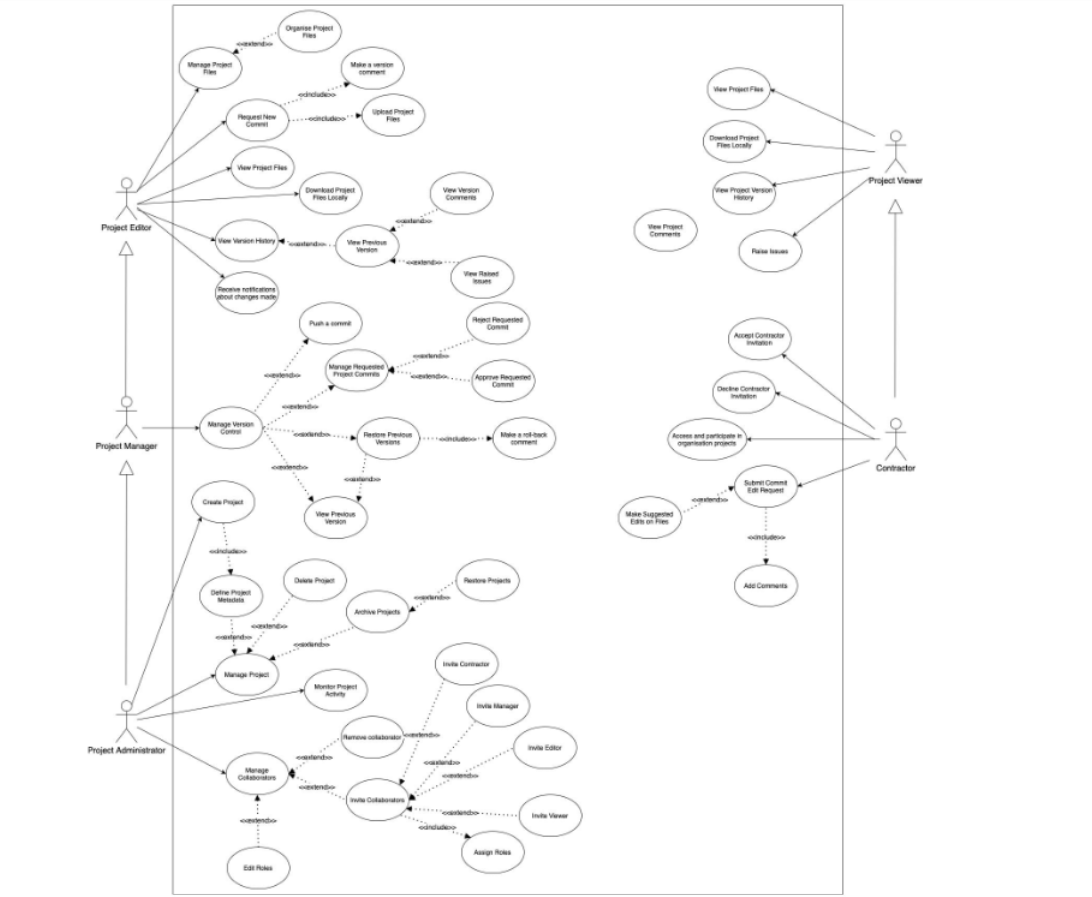 Organise Project
Files
<<extend>>
Manage Project
Files
Make a version
comment
<<include>>
Request New
Commit
<<include>>
Upload Project
Files
View Project Files
Download Project
Files Locally
View Version
Comments
Project Editor
<<extend>>
View Version History
<<extend>>
View Previous
Version
<<extend>>
View Raised
Issues
Receive notifications
about changes made
View Project Files
Download Project
Files Locally
Project Viewer
View Project Version
History
View Project
Comments
Raise Issues
Push a commit
Reject Requested
Commit
<<extend>>
Manage Requested
Project Commits
<<extend>>
<<extend>>
Approve Requested
Commit
<<extend>>
Project Manager
Manage Version
Control
<<extend>>
Restore Previous
Versions
<<include>>
Make a roll-back
comment
<<extend>>
<<extend>>
View Previous
Version
Accept Contractor
Invitation
Decline Contractor
Invitation
Access and participate in
organisation projects
Contractor
Submit Commit
Edit Request
<<extend>>
Make Suggested
Edits on Files
<<include>>
Add Comments
Create Project
<<include>>
Define Project
Metadata
Delete Project
Restore Projects
<<extend>>
Archive Projects
<<extend>>
<<extend>>
<<extend>>
Manage Project
Monitor Project
Activity
Invite Contractor
Invite Manager
Project Administrator
Remove collaborator
<<extend>>
Invite Editor
<<extend>>
<<extend>>
<<extend>>
Manage
Collaborators
<<extend>>
Invite Collaborators
<<extend>>
Invite Viewer
<<include>>
<<extend>>
Assign Roles
Edit Roles